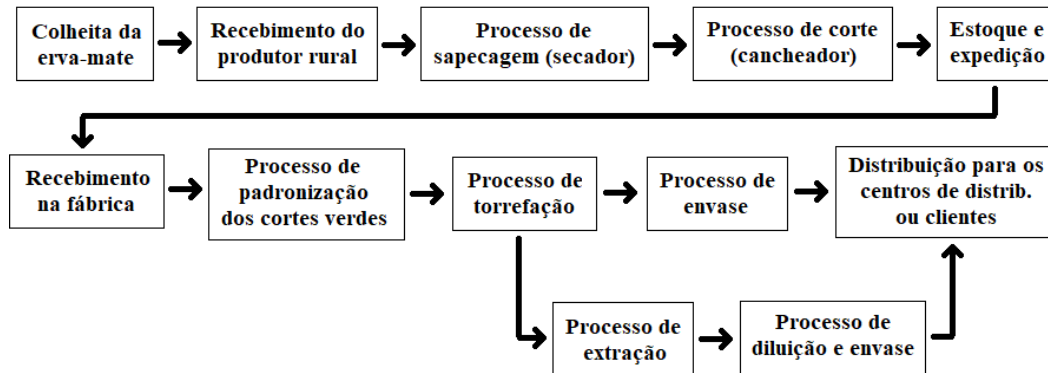 Colheita da
erva-mate
Recebimento do
produtor rural
Processo de
sapecagem (secador)
Processo de corte
(cancheador)
Estoque e
expedição
Recebimento
na fábrica
Processo de
padronização
dos cortes verdes
Processo de
torrefação
Processo de
envase
Distribuição para os
centros de distrib.
ou clientes
Processo de
extração
Processo de
diluição e envase